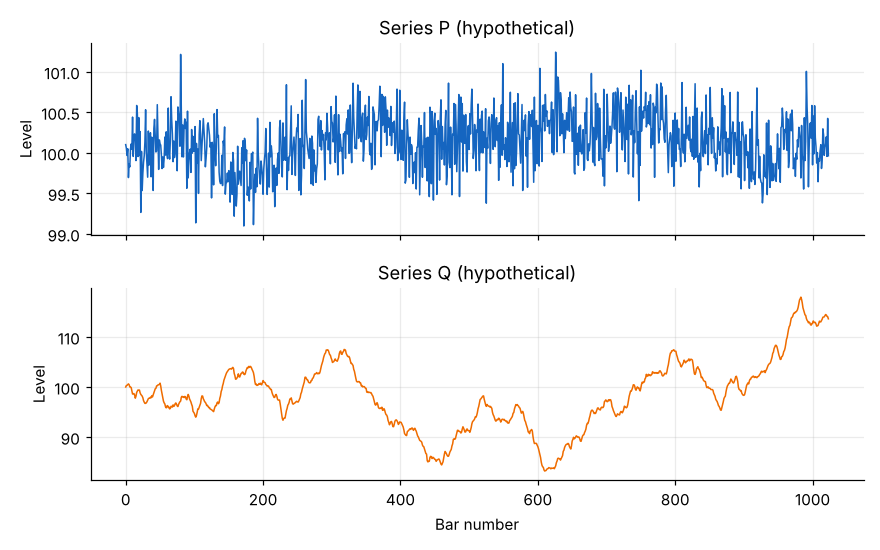 Series P (hypothetical)
101.0
100.5
100.0
99.5
99.0
Level
Series Q (hypothetical)
110
100
90
Level
0 200 400 600 800 1000
Bar number